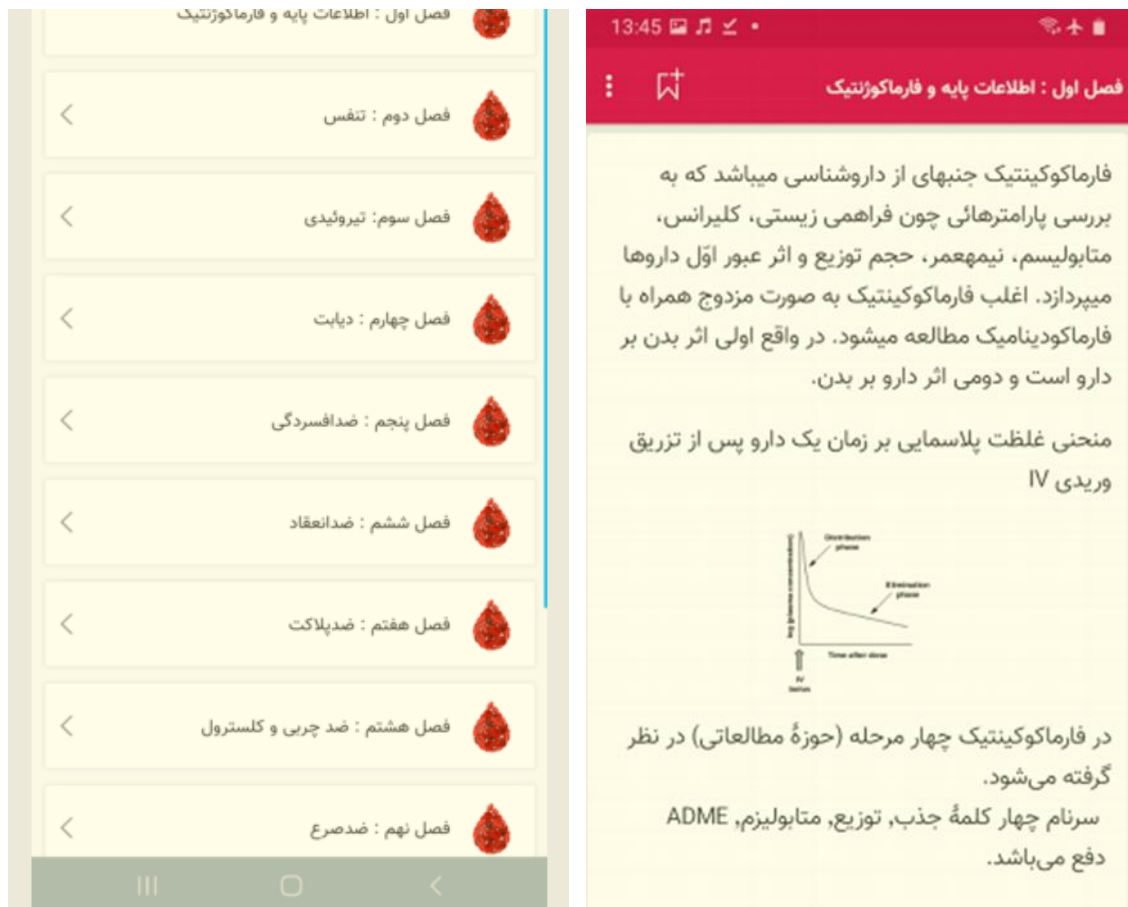 فصل اول : اطلاعات پایه و فارماکوژنتیک
فصل دوم : تنفس
فصل سوم: تیروئیدی
فصل چهارم : دیابت
فصل پنجم : ضدافسردگی
فصل ششم : ضدانعقاد
فصل هفتم : ضدپلاکت
فصل هشتم : ضد چربی و کلسترول
فصل نهم : ضدصرع
13:45
فصل اول : اطلاعات پایه و فارماکوژنتیک
فارماکوکینتیک جنبهای از داروشناسی میباشد که به
بررسی پارامترهائی چون فراهمی زیستی، کلیرانس،
متابولیسم، نیمهعمر، حجم توزیع و اثر عبور اوّل داروها
میپردازد. اغلب فارماکوکینتیک به صورت مزدوج همراه با
فارماکودینامیک مطالعه میشود. در واقع اولی اثر بدن بر
دارو است و دومی اثر دارو بر بدن.
منحنی غلظت پلاسمایی بر زمان یک دارو پس از تزریق
وریدی IV
Distribution
phase
Elimination
phase
log [plasma concentration]
Time after dose
IV
bolus
در فارماکوکینتیک چهار مرحله (حوزهٔ مطالعاتی) در نظر
گرفته می‌شود.
سرنام چهار کلمهٔ جذب, توزیع, متابولیزم, ADME
دفع می‌باشد.